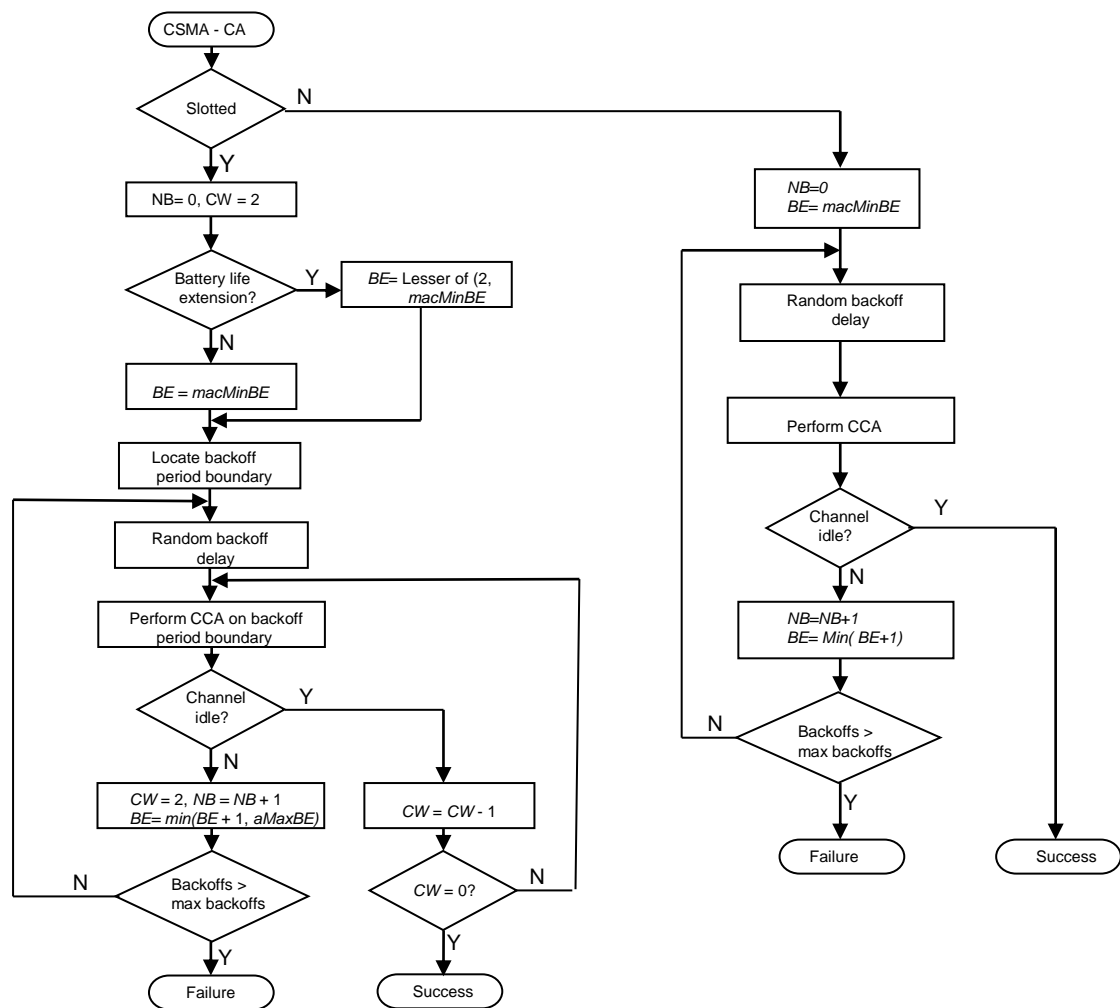 CSMA - CA
Slotted
N
Y
NB= 0, CW = 2
Battery life
extension?
Y
BE= Lesser of (2,
macMinBE
N
BE = macMinBE
Locate backoff
period boundary
Random backoff
delay
Perform CCA on backoff
period boundary
Channel
idle?
Y
N
CW = 2, NB = NB + 1
BE= min(BE + 1, aMaxBE)
CW = CW - 1
Backoffs >
max backoffs
N
CW = 0?
N
Y
Y
Failure
Success
NB=0
BE= macMinBE
Random backoff
delay
Perform CCA
Channel
idle?
Y
N
NB=NB+1
BE= Min( BE+1)
N
Backoffs >
max backoffs
Y
Failure
Success